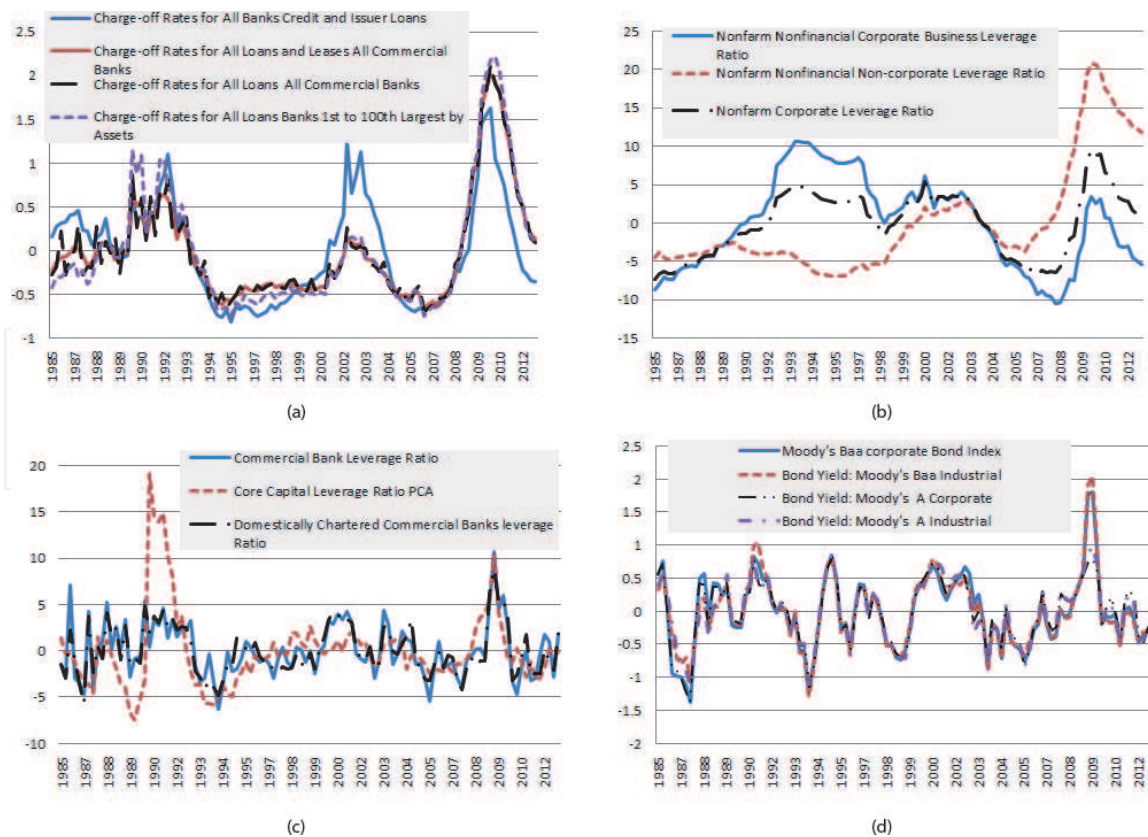 Charge-off Rates for All Banks Credit and Issuer Loans
Charge-off Rates for All Loans and Leases All Commercial
Banks
Charge-off Rates for All Loans All Commercial Banks
Charge-off Rates for All Loans Banks 1st to 100th Largest by
Assets
2.5
2
1.5
1
0.5
0
-0.5
-1
1985 1987 1988 1989 1990 1992 1993 1994 1995 1997 1998 1999 2000 2002 2003 2004 2005 2007 2008 2009 2010 2012
(a)
Nonfarm Nonfinancial Corporate Business Leverage
Ratio
Nonfarm Nonfinancial Non-corporate Leverage Ratio
Nonfarm Corporate Leverage Ratio
25
20
15
10
5
0
-5
-10
-15
1985 1987 1988 1989 1990 1992 1993 1994 1995 1997 1998 1999 2000 2002 2003 2004 2005 2007 2008 2009 2010 2012
(b)
Commercial Bank Leverage Ratio
Core Capital Leverage Ratio PCA
Domestically Chartered Commercial Banks leverage
Ratio
20
15
10
5
0
-5
-10
1985 1987 1988 1989 1990 1992 1993 1994 1995 1997 1998 1999 2000 2002 2003 2004 2005 2007 2008 2009 2010 2012
(c)
Moody's Baa corporate Bond Index
Bond Yield: Moody's Baa Industrial
Bond Yield: Moody's A Corporate
Bond Yield: Moody's A Industrial
2.5
2
1.5
1
0.5
0
-0.5
-1
-1.5
-2
1985 1987 1988 1989 1990 1992 1993 1994 1995 1997 1998 1999 2000 2002 2003 2004 2005 2007 2008 2009 2010 2012
(d)